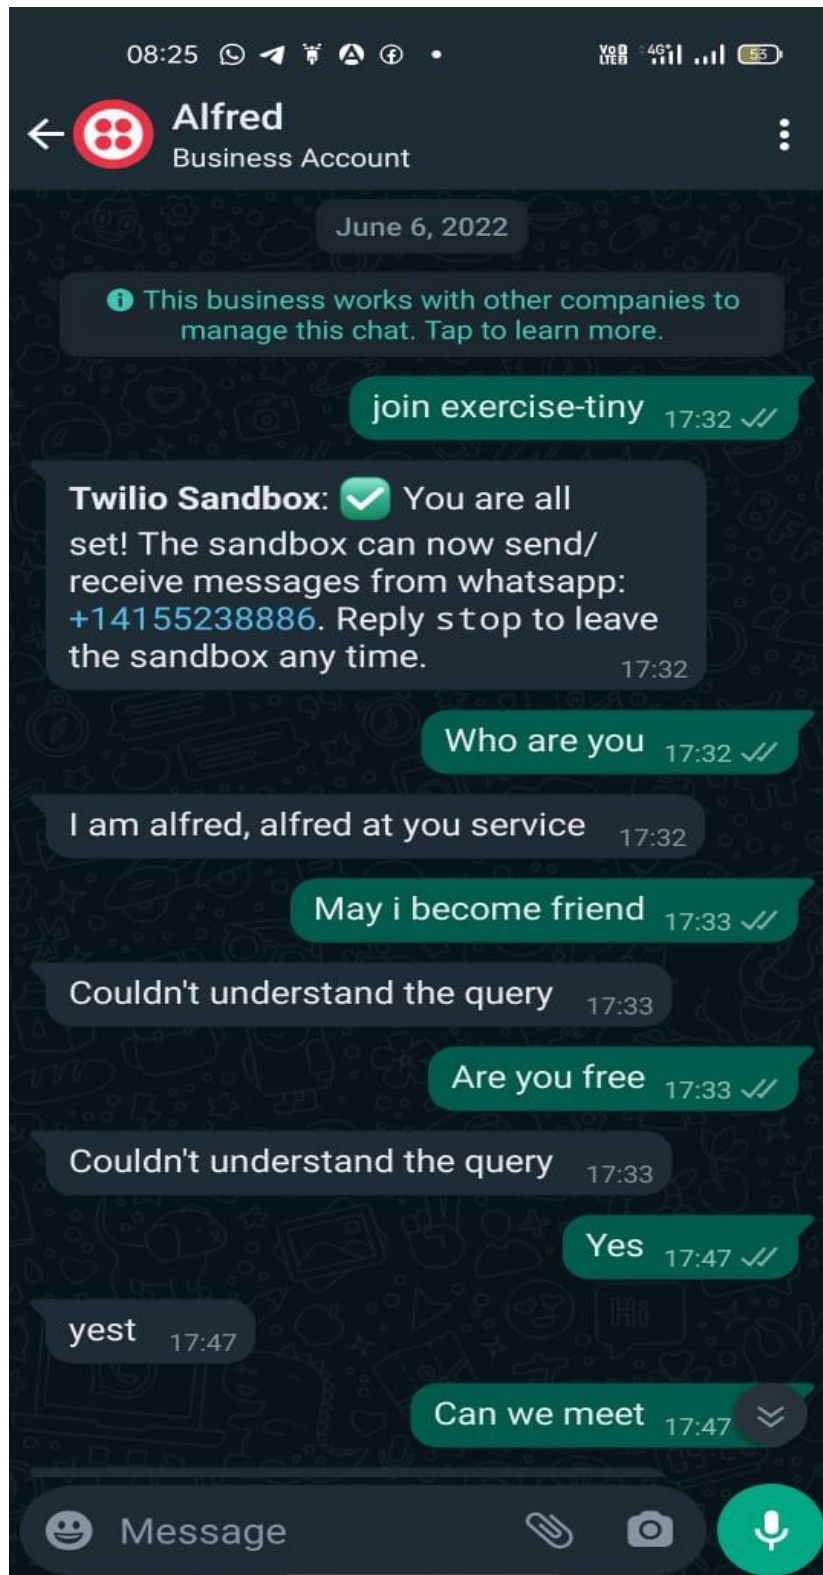 08:25
Vo) LTE 4G 53
Alfred
Business Account
June 6, 2022
This business works with other companies to
manage this chat. Tap to learn more.
join exercise-tiny 17:32
Twilio Sandbox: ✅ You are all
set! The sandbox can now send/
receive messages from whatsapp:
+14155238886. Reply stop to leave
the sandbox any time. 17:32
Who are you 17:32
I am alfred, alfred at you service 17:32
May i become friend 17:33
Couldn't understand the query 17:33
Are you free 17:33
Couldn't understand the query 17:33
Yes 17:47
yest 17:47
Can we meet 17:47
Message